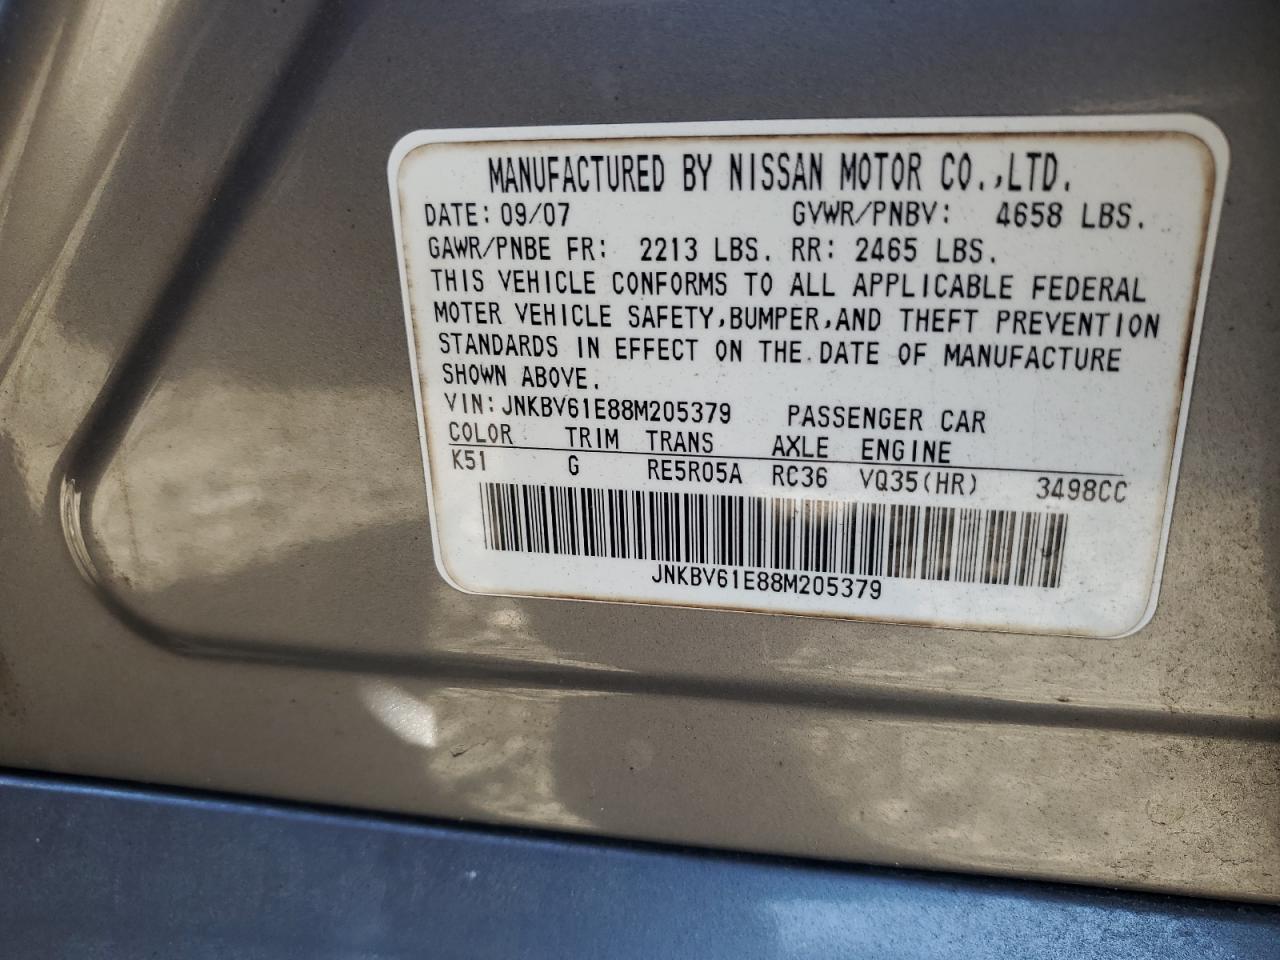 MANUFACTURED BY NISSAN MOTOR CO.,LTD.
DATE: 09/07 GVWR/PNBV: 4658 LBS.
GAWR/PNBE FR: 2213 LBS. RR: 2465 LBS.
THIS VEHICLE CONFORMS TO ALL APPLICABLE FEDERAL
MOTER VEHICLE SAFETY,BUMPER,AND THEFT PREVENTION
STANDARDS IN EFFECT ON THE DATE OF MANUFACTURE
SHOWN ABOVE.
VIN: JNKBV61E88M205379 PASSENGER CAR
COLOR TRIM TRANS AXLE ENGINE
K51 G RE5R05A RC36 VQ35(HR) 3498CC
JNKBV61E88M205379